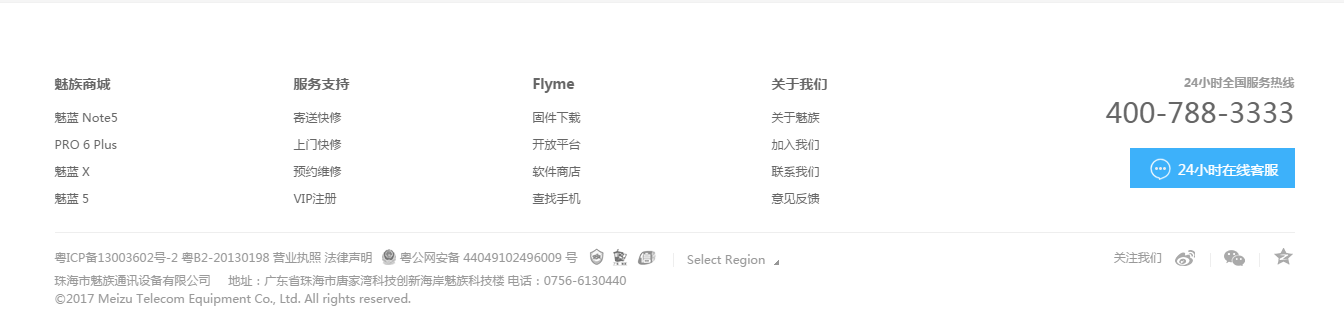 魅族商城
魅蓝 Note5
PRO 6 Plus
魅蓝 X
魅蓝 5
服务支持
寄送快修
上门快修
预约维修
VIP注册
Flyme
固件下载
开放平台
软件商店
查找手机
关于我们
关于魅族
加入我们
联系我们
意见反馈
24小时全国服务热线
400-788-3333
24小时在线客服
粤ICP备13003602号-2 粤B2-20130198 营业执照 法律声明 粤公网安备 44049102496009 号 Select Region
关注我们
珠海市魅族通讯设备有限公司 地址：广东省珠海市唐家湾科技创新海岸魅族科技楼 电话：0756-6130440
©2017 Meizu Telecom Equipment Co., Ltd. All rights reserved.